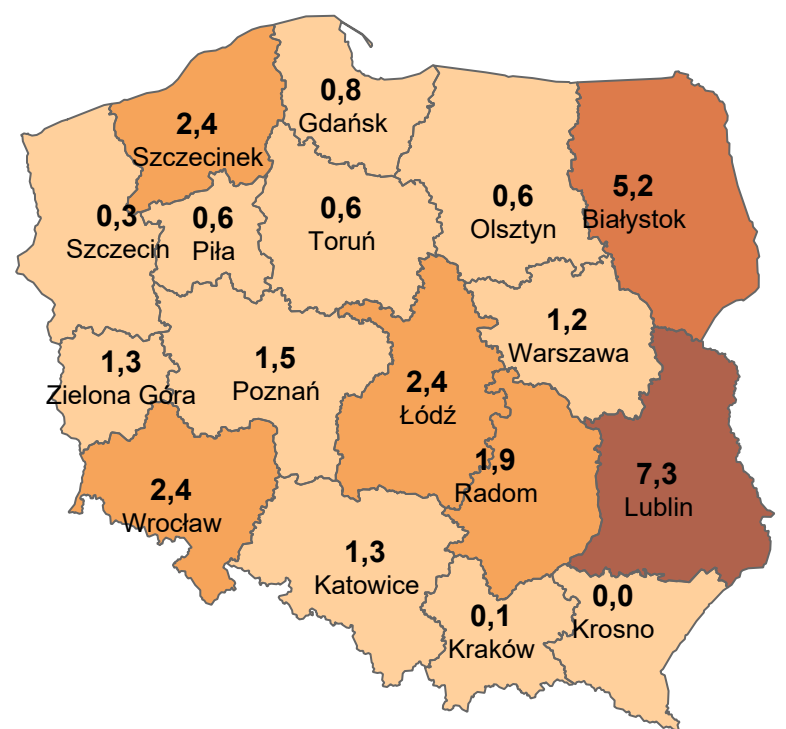 0,8
Gdańsk
2,4
Szczecinek
5,2
Białystok
0,3
Szczecin
0,6
Piła
0,6
Toruń
0,6
Olsztyn
1,2
Warszawa
1,3
Zielona Góra
1,5
Poznań
2,4
Łódź
1,9
Radom
7,3
Lublin
2,4
Wrocław
1,3
Katowice
0,1
Kraków
0,0
Krosno